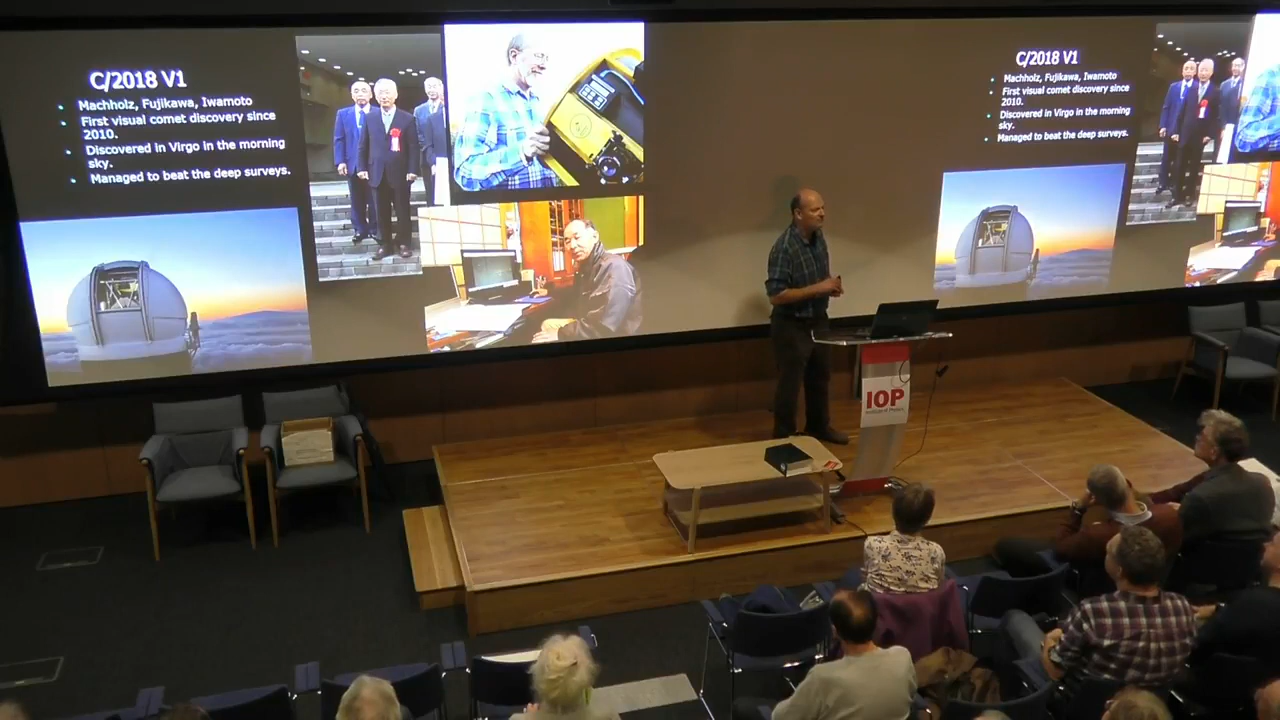 C/2018 V1
Machholz, Fujikawa, Iwamoto
First visual comet discovery since
2010.
Discovered in Virgo in the morning
sky.
Managed to beat the deep surveys.
C/2018 V1
Machholz, Fujikawa, Iwamoto
First visual comet discovery since
2010.
Discovered in Virgo in the morning
sky.
Managed to beat the deep surveys.
IOP